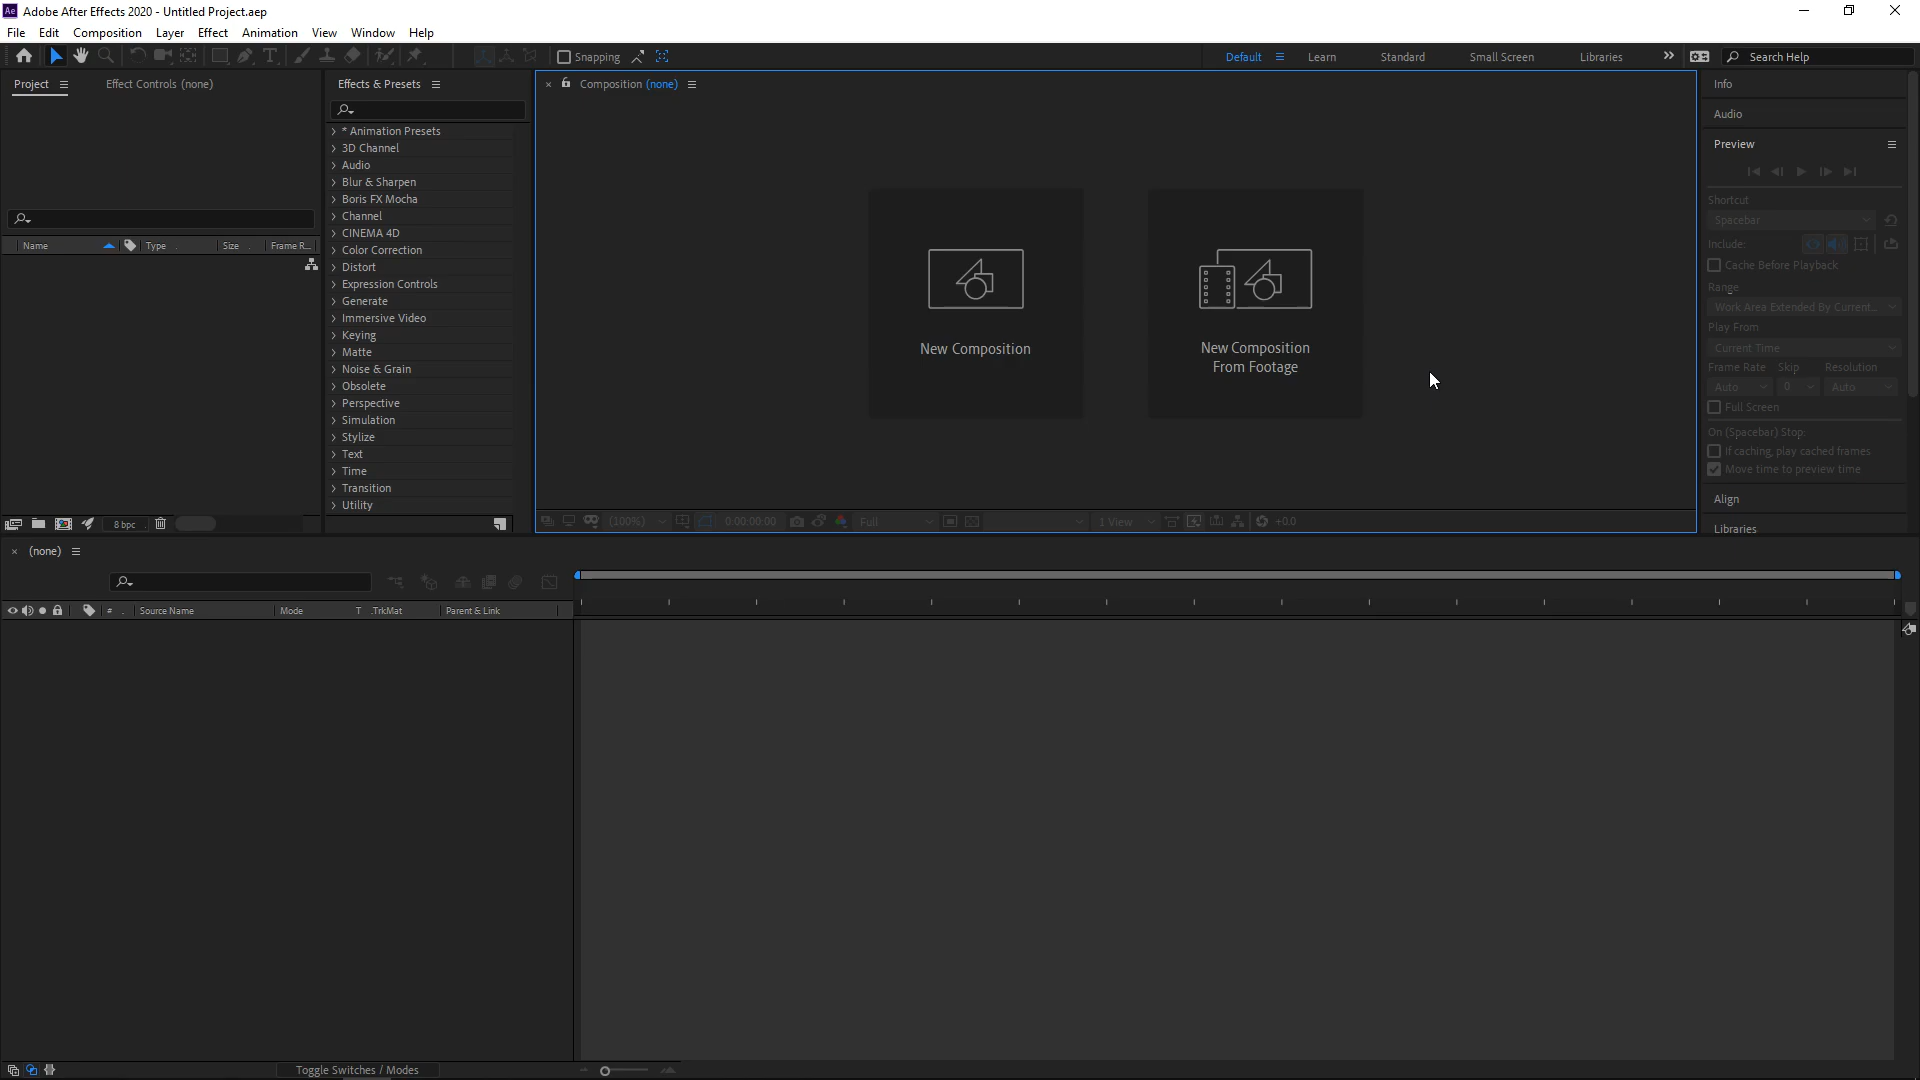 Ae Adobe After Effects 2020 - Untitled Project.aep
File Edit Composition Layer Effect Animation View Window Help
Snapping
Default Learn Standard Small Screen Libraries Search Help
Project Effect Controls (none)
Name Type Size Frame R...
8 bpc
Effects & Presets
* Animation Presets
3D Channel
Audio
Blur & Sharpen
Boris FX Mocha
Channel
CINEMA 4D
Color Correction
Distort
Expression Controls
Generate
Immersive Video
Keying
Matte
Noise & Grain
Obsolete
Perspective
Simulation
Stylize
Text
Time
Transition
Utility
Composition (none)
New Composition
New Composition
From Footage
(100%) 0:00:00:00 Full 1 View +0.0
Info
Audio
Preview
Shortcut
Spacebar
Include:
Cache Before Playback
Range
Work Area Extended By Current...
Play From
Current Time
Frame Rate Skip Resolution
Auto 0 Auto
Full Screen
On (Spacebar) Stop:
If caching, play cached frames
Move time to preview time
Align
Libraries
(none)
# Source Name Mode T .TrkMat Parent & Link
Toggle Switches / Modes